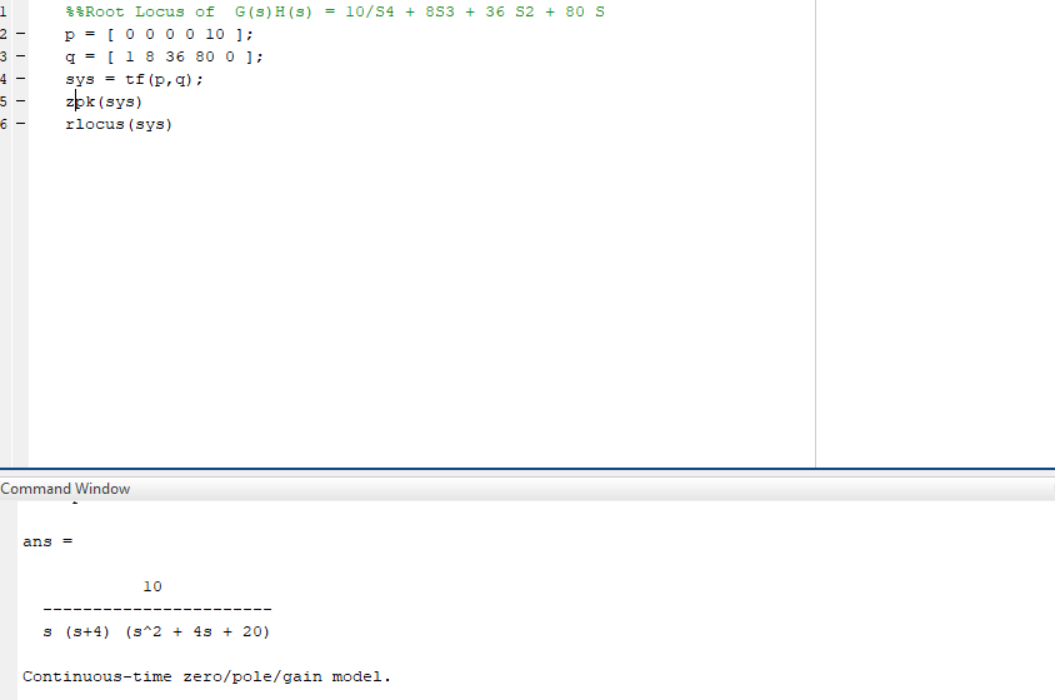 1 %%Root Locus of G(s)H(s) = 10/S4 + 8S3 + 36 S2 + 80 S
2 – p = [ 0 0 0 0 10 ];
3 – q = [ 1 8 36 80 0 ];
4 – sys = tf(p,q);
5 – zpk(sys)
6 – rlocus(sys)
Command Window
ans =
10
-----------------------
s (s+4) (s^2 + 4s + 20)
Continuous-time zero/pole/gain model.